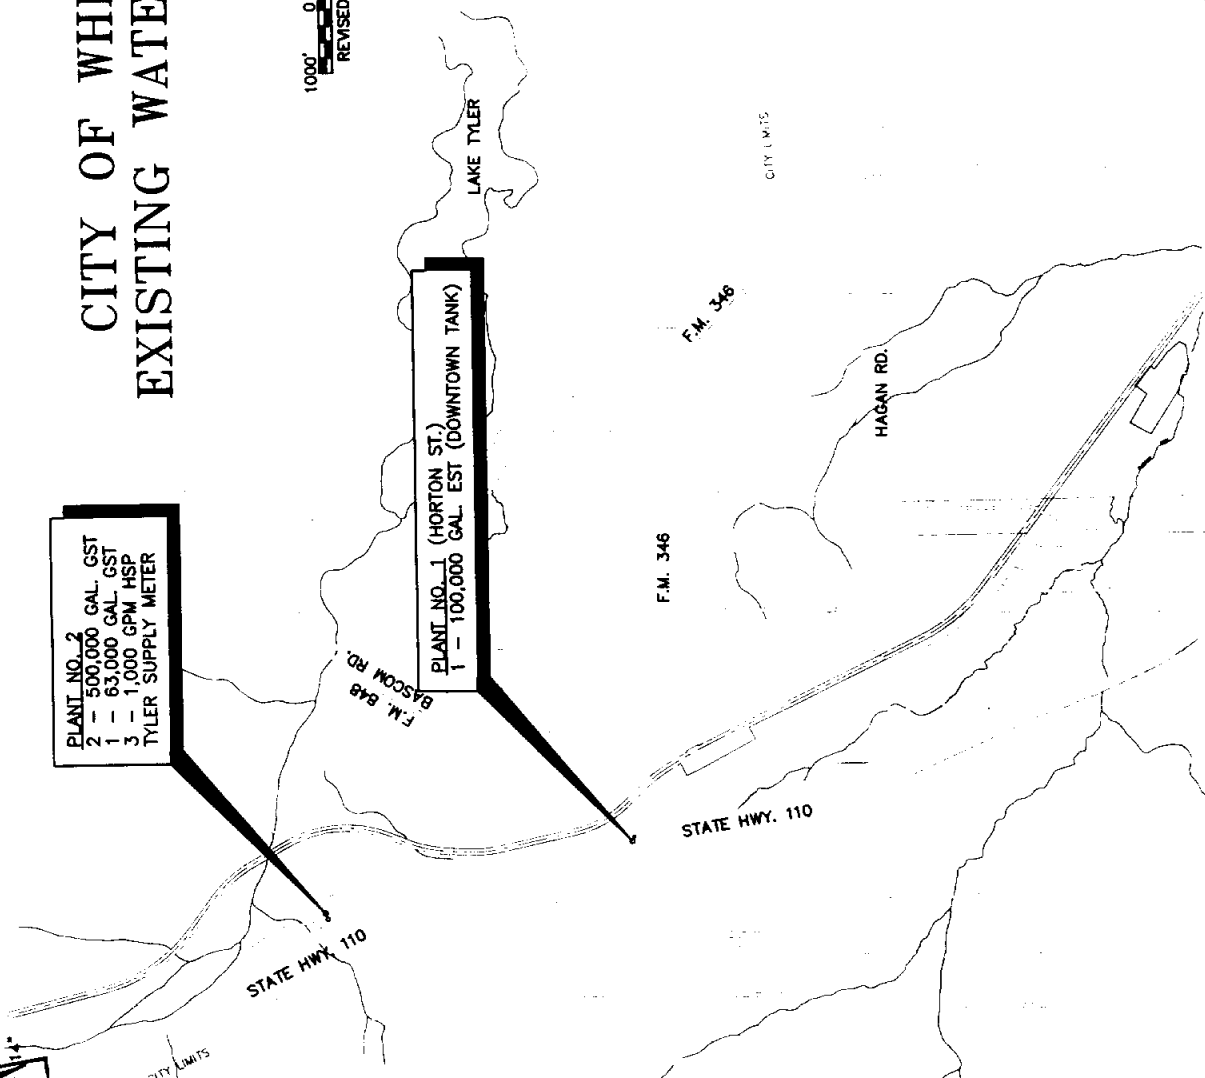 CITY OF WHI
EXISTING WATE
1000' 0
REVISED
LAKE TYLER
CITY LIMITS
PLANT NO. 2
2 - 500,000 GAL. GST
1 - 63,000 GAL. GST
3 - 1,000 GPM HSP
TYLER SUPPLY METER
PLANT NO. 1 (HORTON ST.)
1 - 100,000 GAL. EST (DOWNTOWN TANK)
F.M. 346
HAGAN RD.
F.M. 346
F.M. 848
BASCOM RD.
STATE HWY. 110
STATE HWY. 110
CITY LIMITS
14"